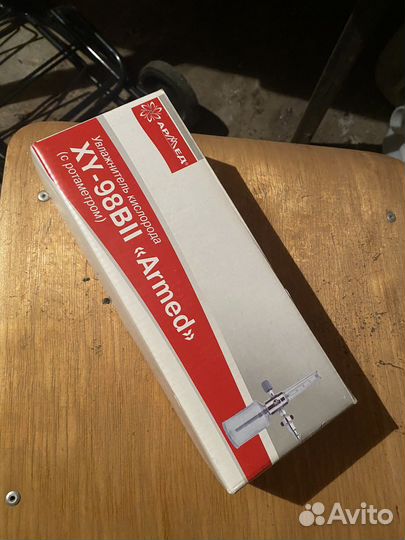 АРМЕД
Увлажнитель кислорода
XY-98BII «Armed»
(с ротаметром)
Avito